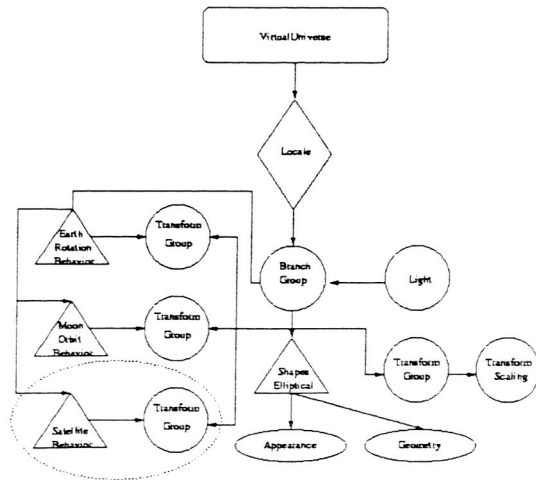 Virtual Universe
Locale
Earth
Rotation
Behavior
Transform
Group
Branch
Group
Light
Moon
Orbit
Behavior
Transform
Group
Shapes
Elliptical
Transform
Group
Transform
Scaling
Satellite
Behavior
Transform
Group
Appearance
Geometry